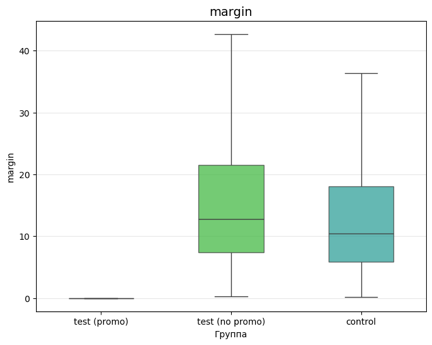 margin
40
30
20
10
0
margin
test (promo)
test (no promo)
control
Группа